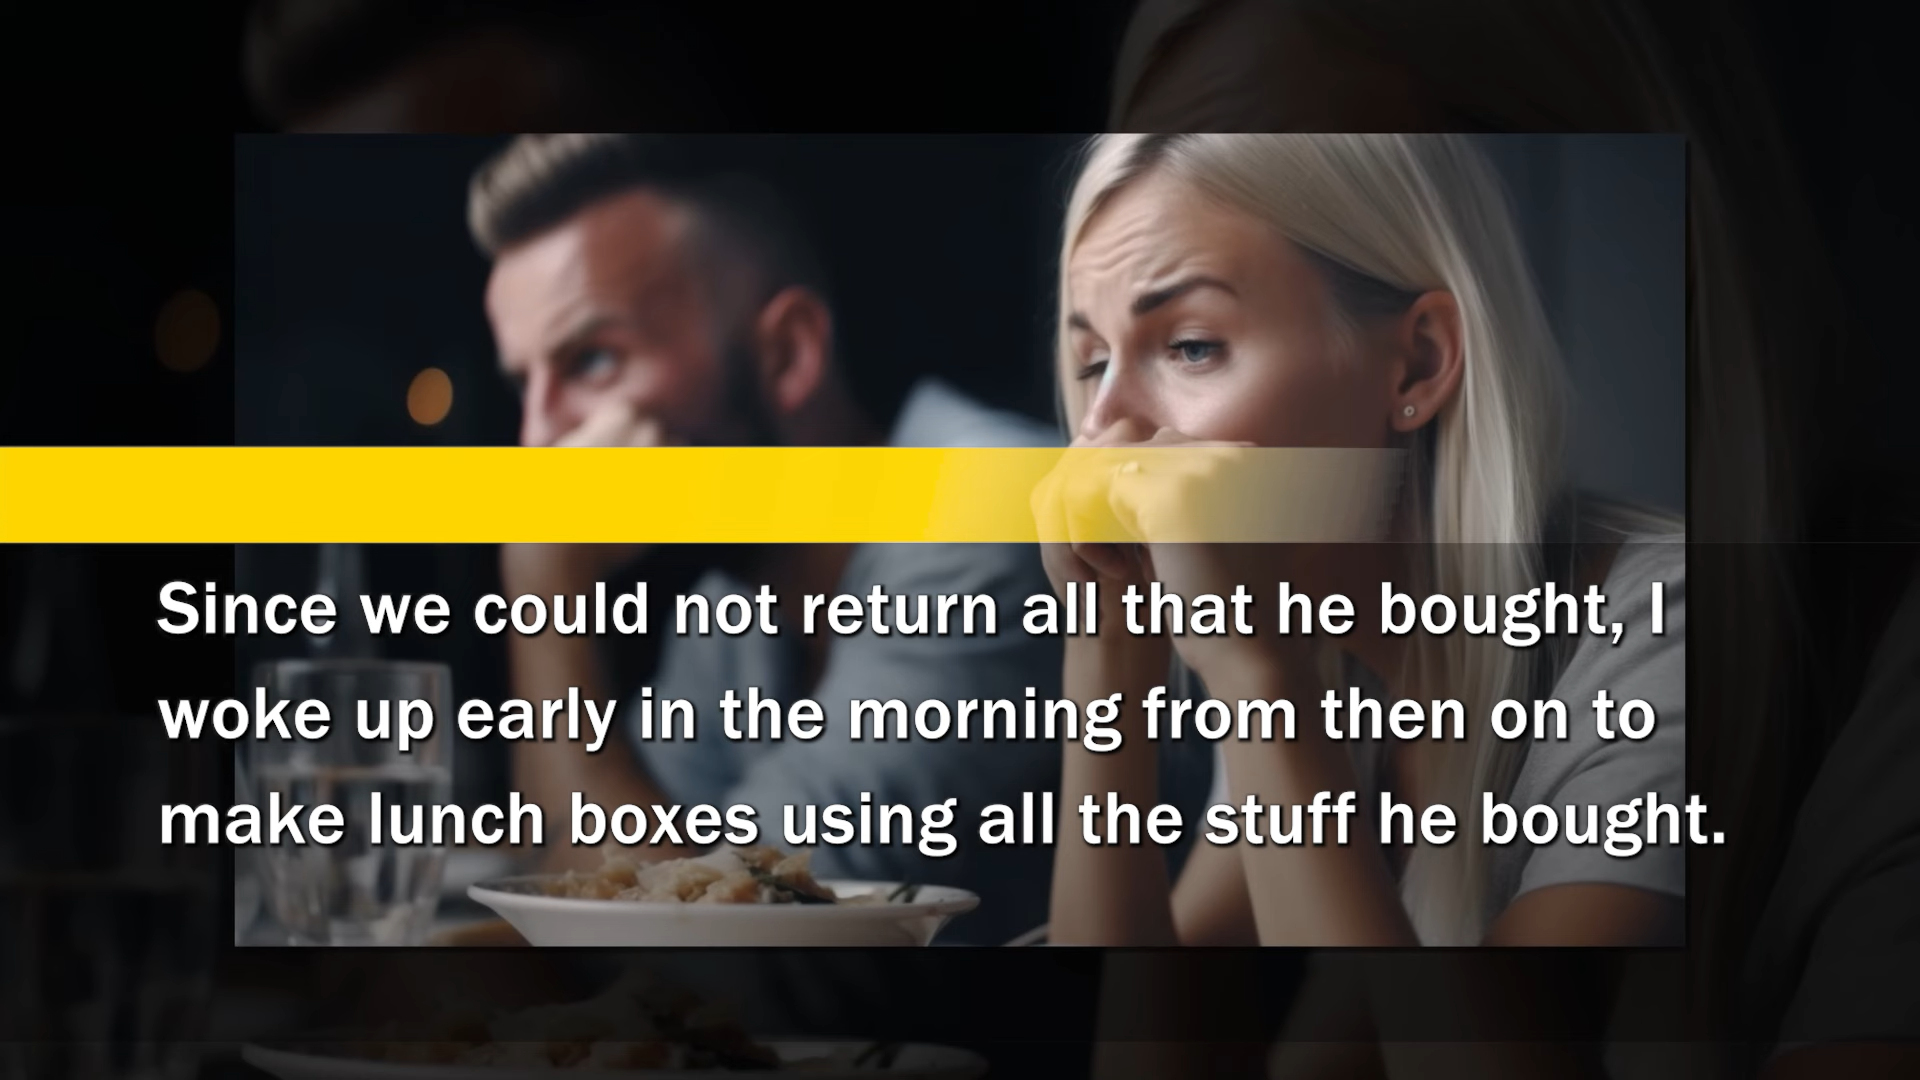 Since we could not return all that he bought, I
woke up early in the morning from then on to
make lunch boxes using all the stuff he bought.